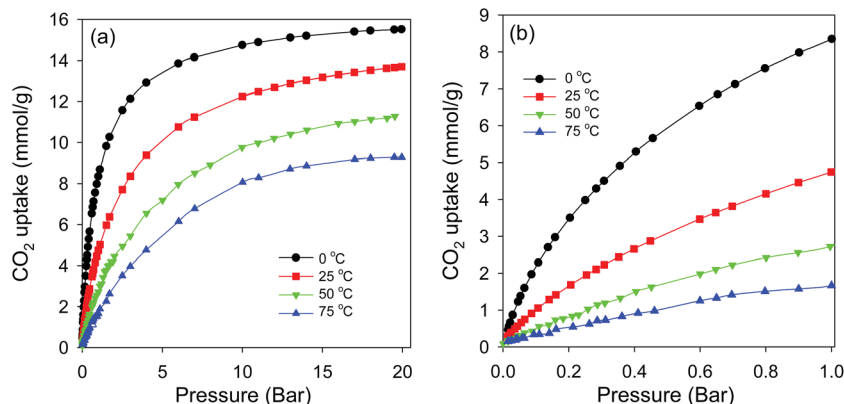 (a)
CO2 uptake (mmol/g)
16
14
12
10
8
6
4
2
0
0 °C
25 °C
50 °C
75 °C
0 5 10 15 20
Pressure (Bar)
(b)
CO2 uptake (mmol/g)
9
8
7
6
5
4
3
2
1
0
0 °C
25 °C
50 °C
75 °C
0.0 0.2 0.4 0.6 0.8 1.0
Pressure (Bar)